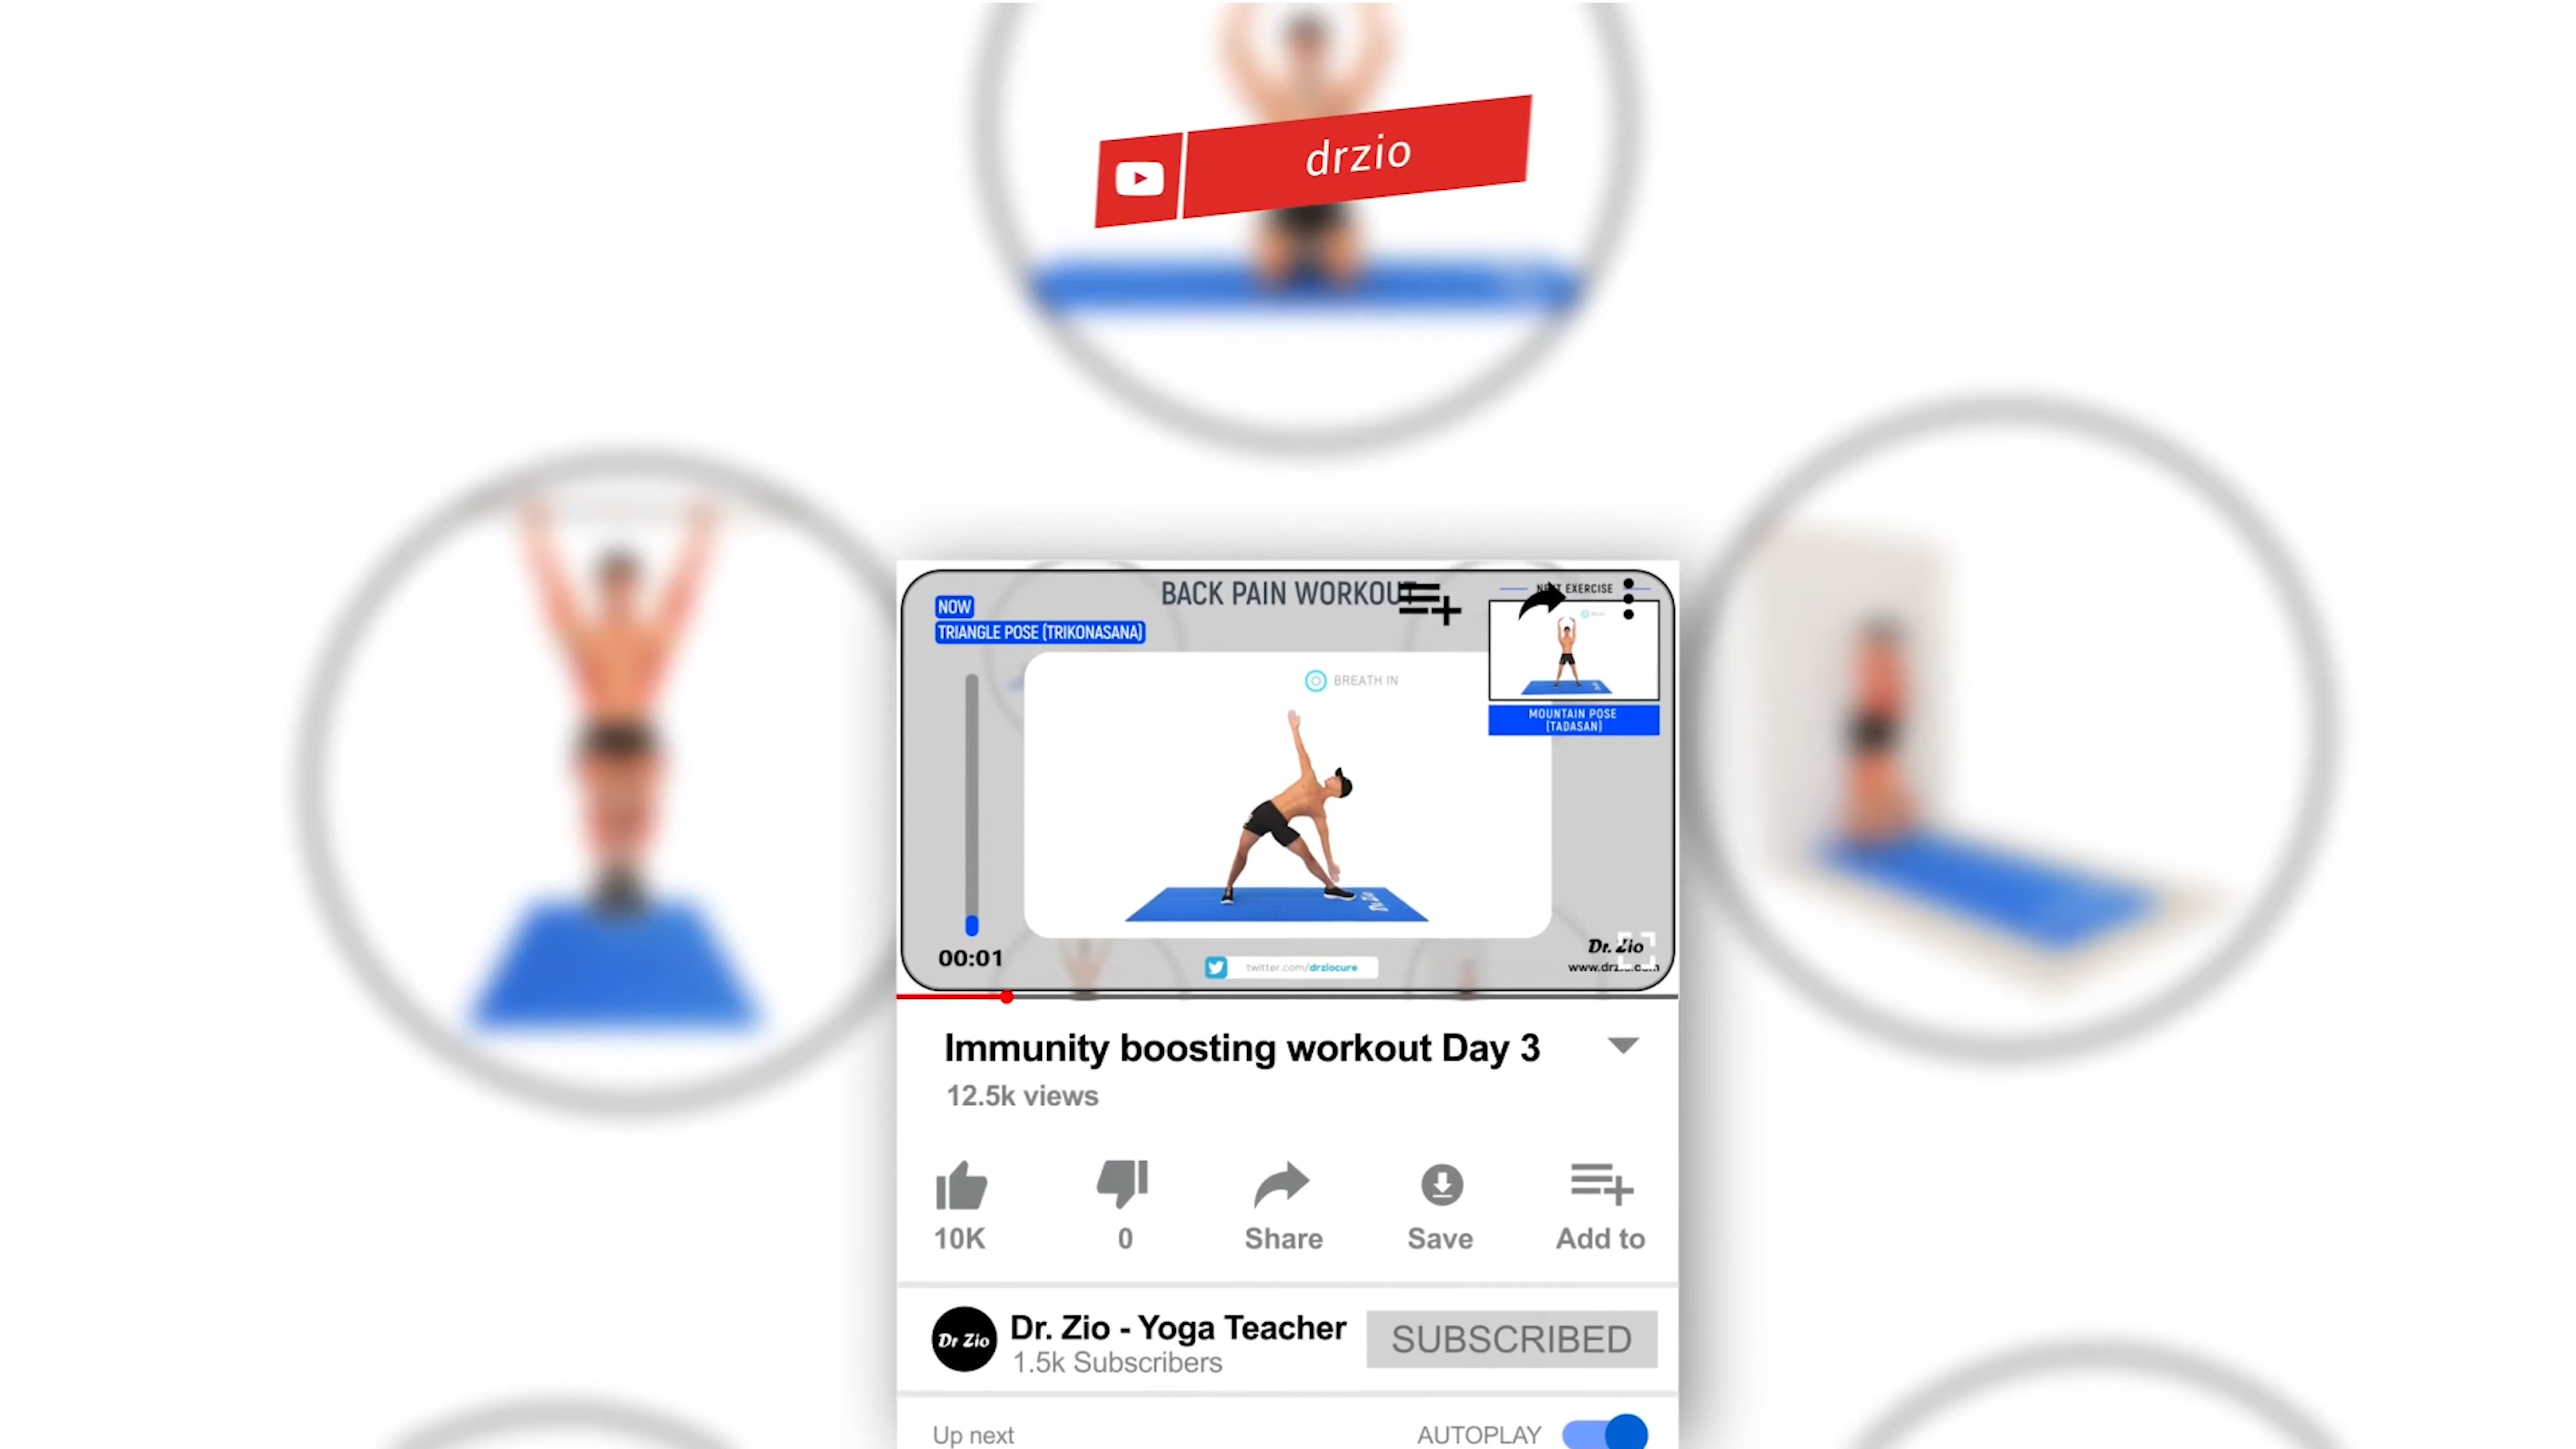 drzio
BACK PAIN WORKOUT
NOW
TRIANGLE POSE (TRIKONASANA)
NEXT EXERCISE
BREATH IN
MOUNTAIN POSE
(TADASAN)
00:01
twitter.com/drziocure
Dr. Zio
Immunity boosting workout Day 3
12.5k views
10K
0
Share
Save
Add to
Dr Zio
Dr. Zio - Yoga Teacher
1.5k Subscribers
SUBSCRIBED
Up next
AUTOPLAY